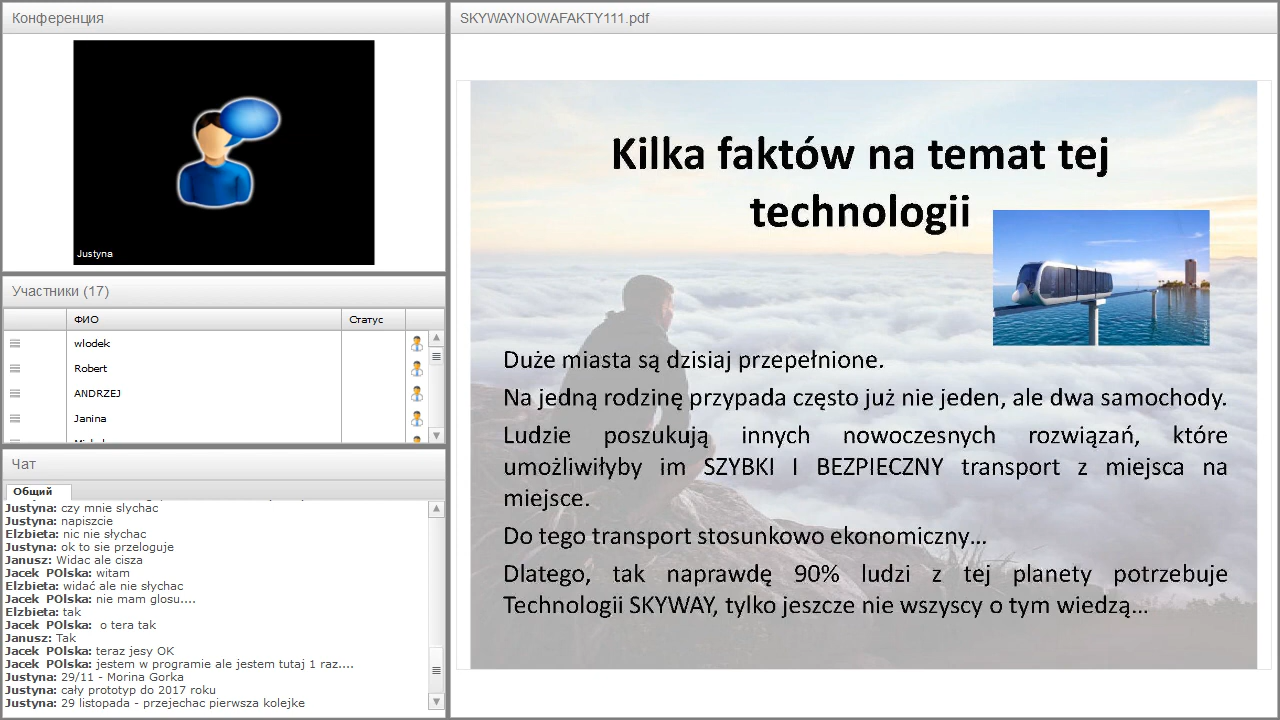 Конференция
Justyna
Участники (17)
ФИО
Статус
wlodek
Robert
ANDRZEJ
Janina
Чат
Общий
Justyna: czy mnie slychac
Justyna: napiszcie
Elzbieta: nic nie słychac
Justyna: ok to sie przeloguje
Janusz: Widac ale cisza
Jacek POlska: witam
Elzbieta: widać ale nie słychac
Jacek POlska: nie mam glosu....
Elzbieta: tak
Jacek POlska: o tera tak
Janusz: Tak
Jacek POlska: teraz jesy OK
Jacek POlska: jestem w programie ale jestem tutaj 1 raz....
Justyna: 29/11 - Morina Gorka
Justyna: cały prototyp do 2017 roku
Justyna: 29 listopada - przepychac pierwsza kolejke
SKYWAYNOWAFAKTY111.pdf
Kilka faktów na temat tej
technologii
Duże miasta są dzisiaj przepełnione.
Na jedną rodzinę przypada często już nie jeden, ale dwa samochody.
Ludzie poszukują innych nowoczesnych rozwiązań, które
umożliwiłyby im SZYBKI I BEZPIECZNY transport z miejsca na
miejsce.
Do tego transport stosunkowo ekonomiczny…
Dlatego, tak naprawdę 90% ludzi z tej planety potrzebuje
Technologii SKYWAY, tylko jeszcze nie wszyscy o tym wiedzą…